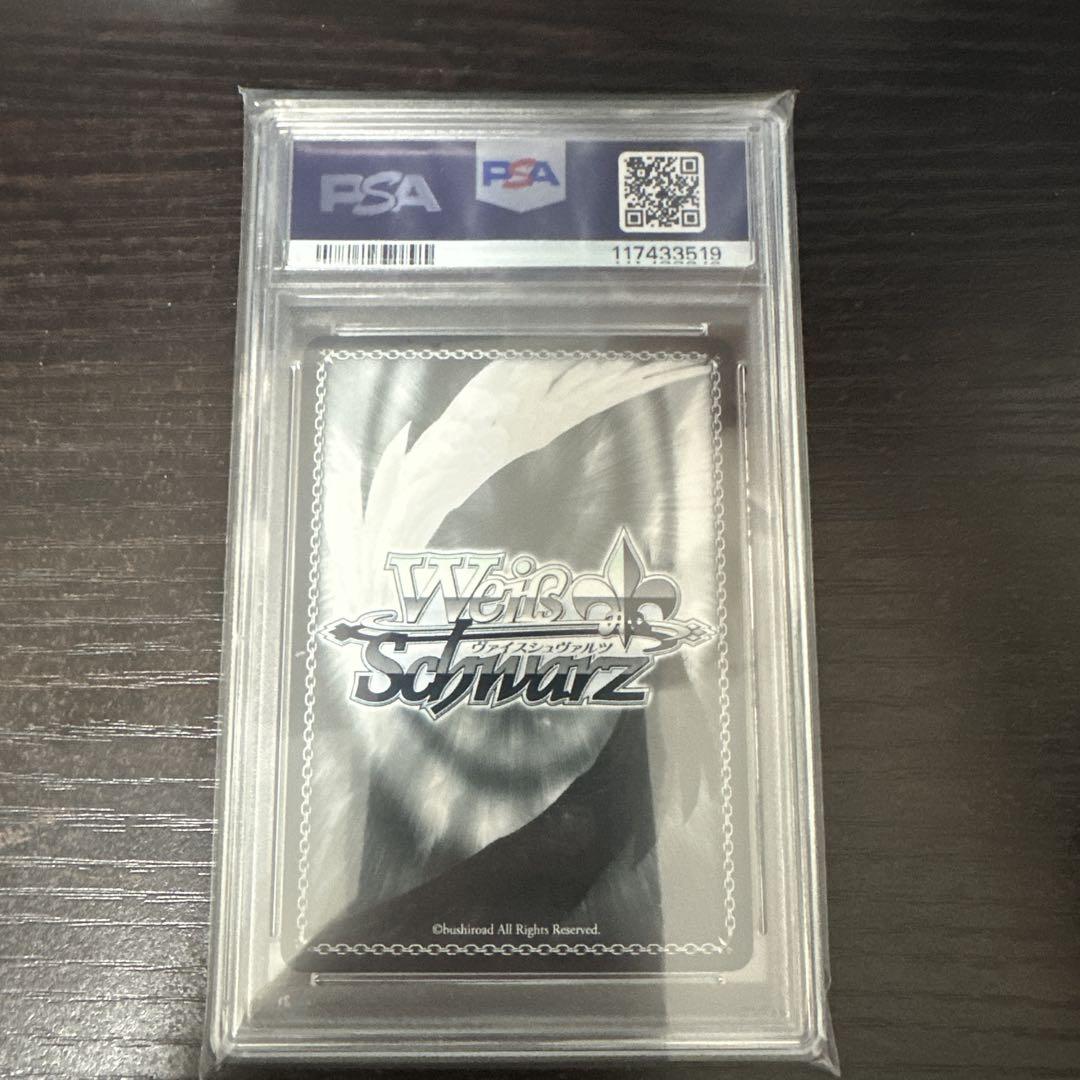 PSA
PSA
117433519
Weiß
ヴァイスシュヴァルツ
Schwarz
©bushiroad All Rights Reserved.